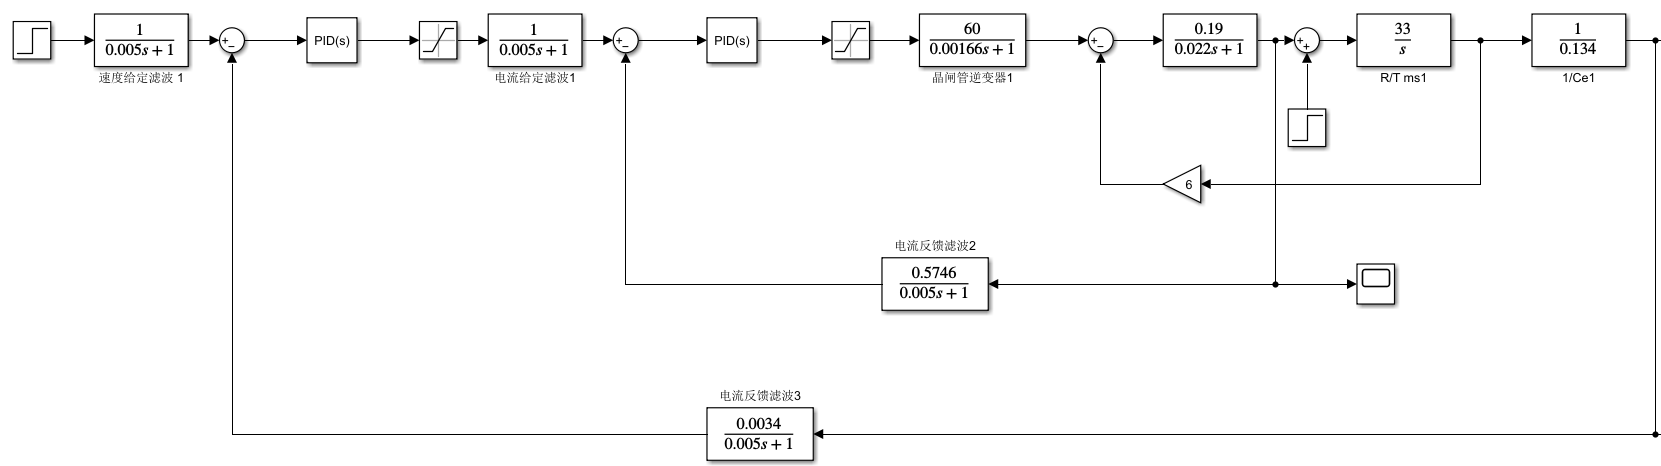 1
0.005s + 1
速度给定滤波 1
+
−
PID(s)
1
0.005s + 1
电流给定滤波1
+
−
PID(s)
60
0.00166s + 1
晶闸管逆变器1
+
−
0.19
0.022s + 1
+
+
33
s
R/T ms1
1
0.134
1/Ce1
6
电流反馈滤波2
0.5746
0.005s + 1
电流反馈滤波3
0.0034
0.005s + 1